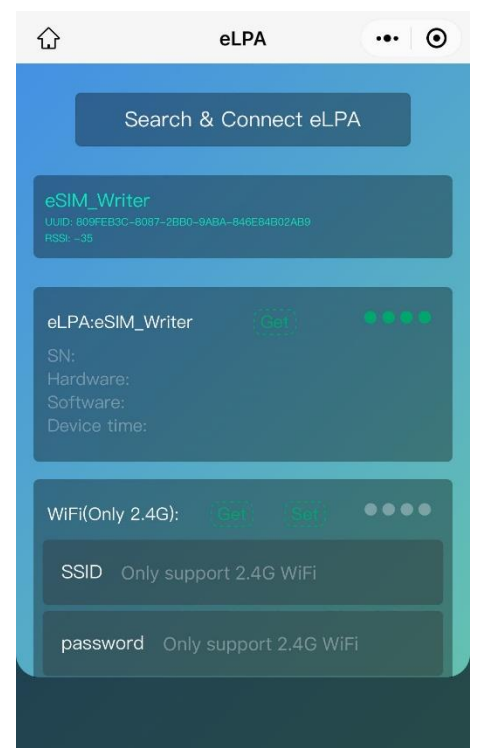 eLPA
Search & Connect eLPA
eSIM_Writer
UUID: 809FEB3C-8087-2BB0-9ABA-846E84B02AB9
RSSI: -35
eLPA:eSIM_Writer Get
SN:
Hardware:
Software:
Device time:
WiFi(Only 2.4G): Get Set
SSID Only support 2.4G WiFi
password Only support 2.4G WiFi